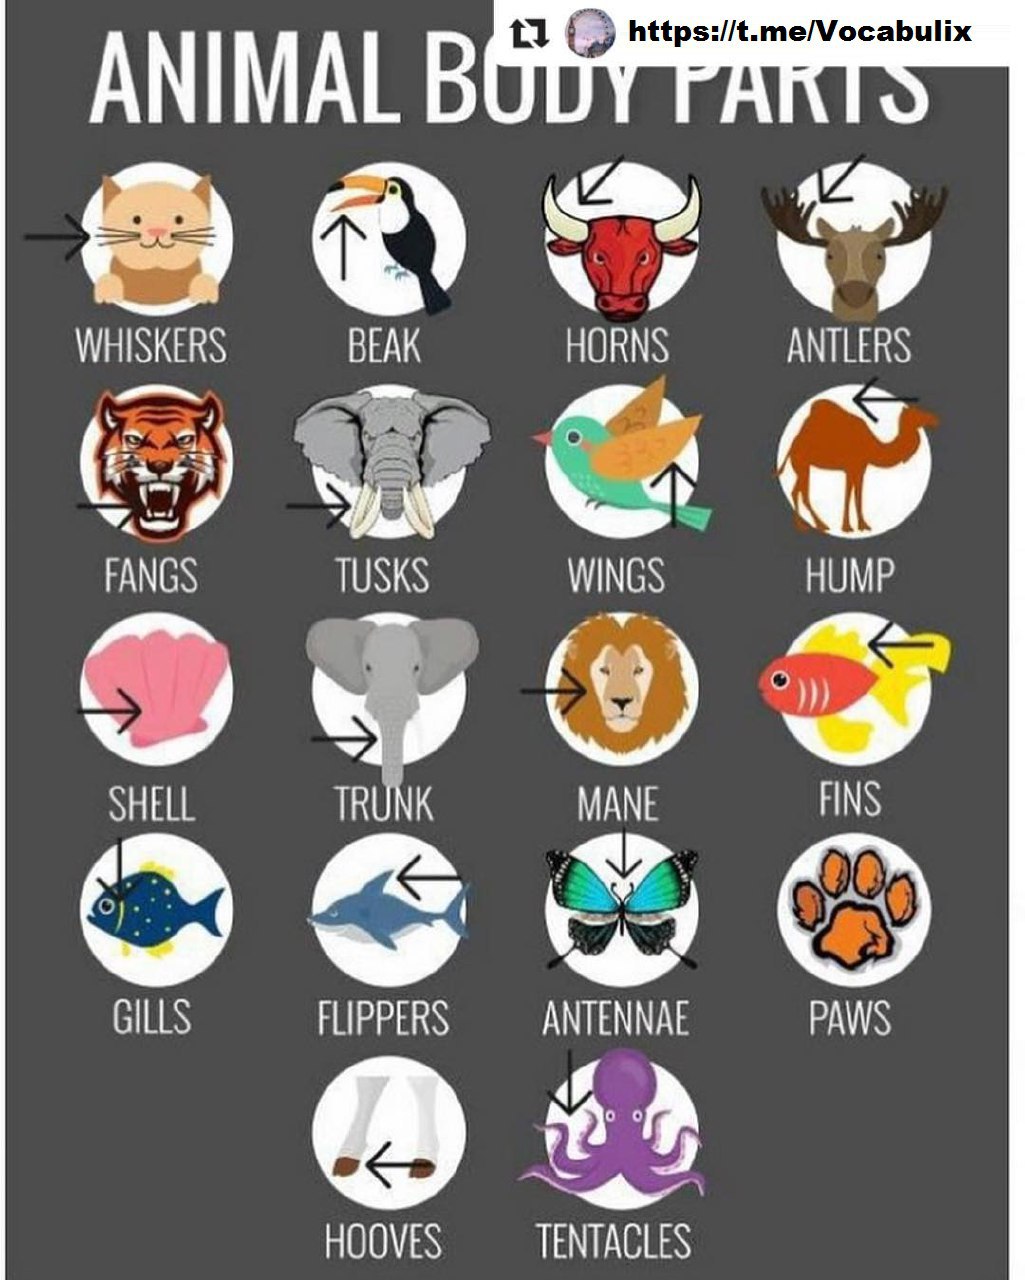 https://t.me/Vocabulix
ANIMAL BODY PARTS
WHISKERS BEAK HORNS ANTLERS
FANGS TUSKS WINGS HUMP
SHELL TRUNK MANE FINS
GILLS FLIPPERS ANTENNAE PAWS
HOOVES TENTACLES